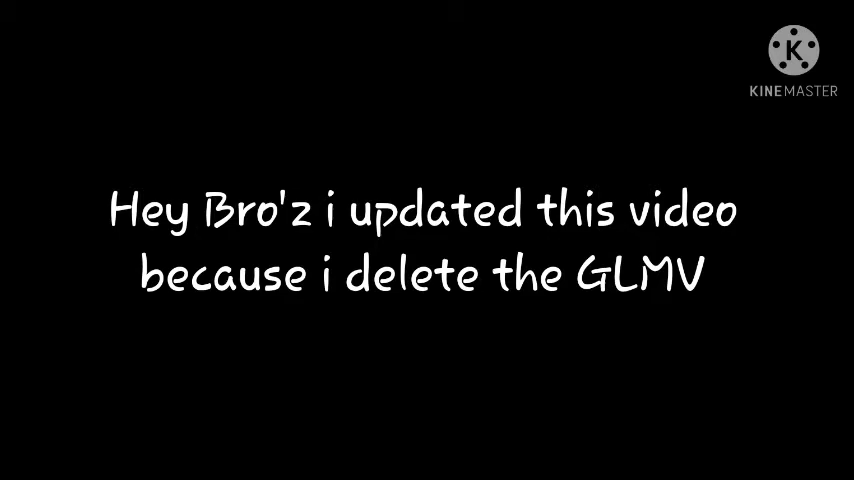 K
KINEMASTER
Hey Bro'z i updated this video
because i delete the GLMV